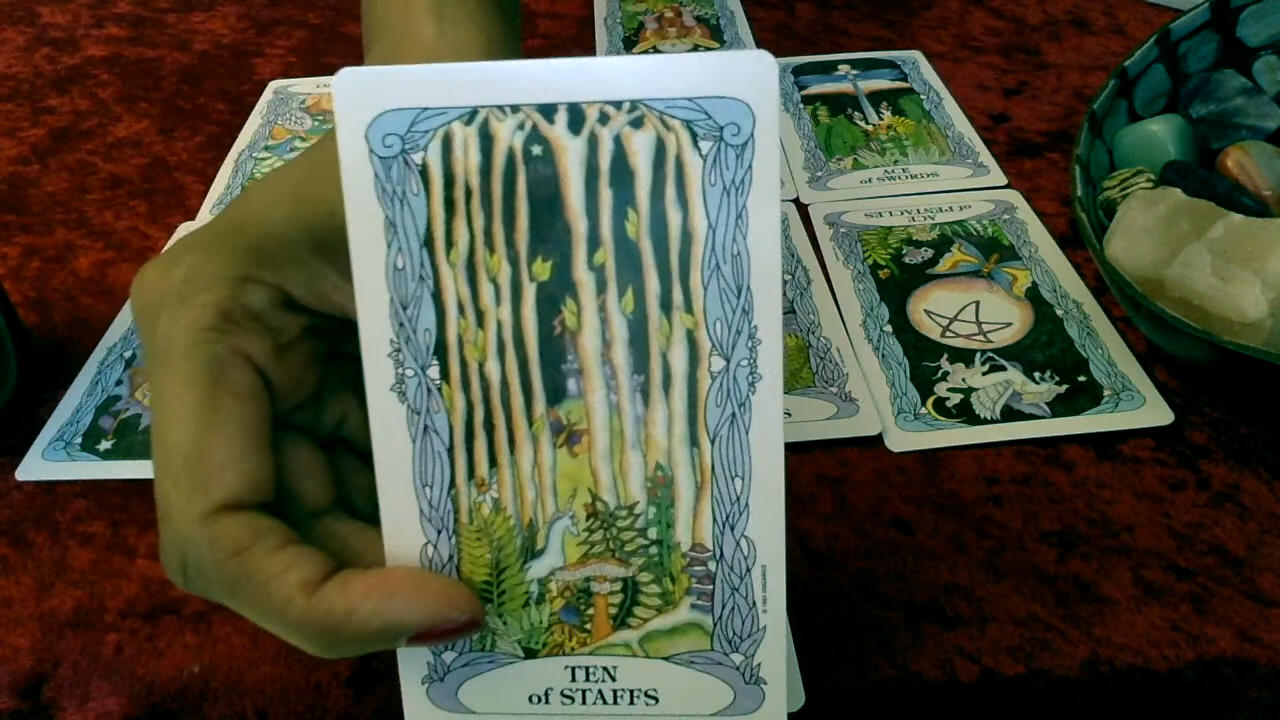 ACE
of SWORDS
ACE
of PENTACLES
TEN
of STAFFS